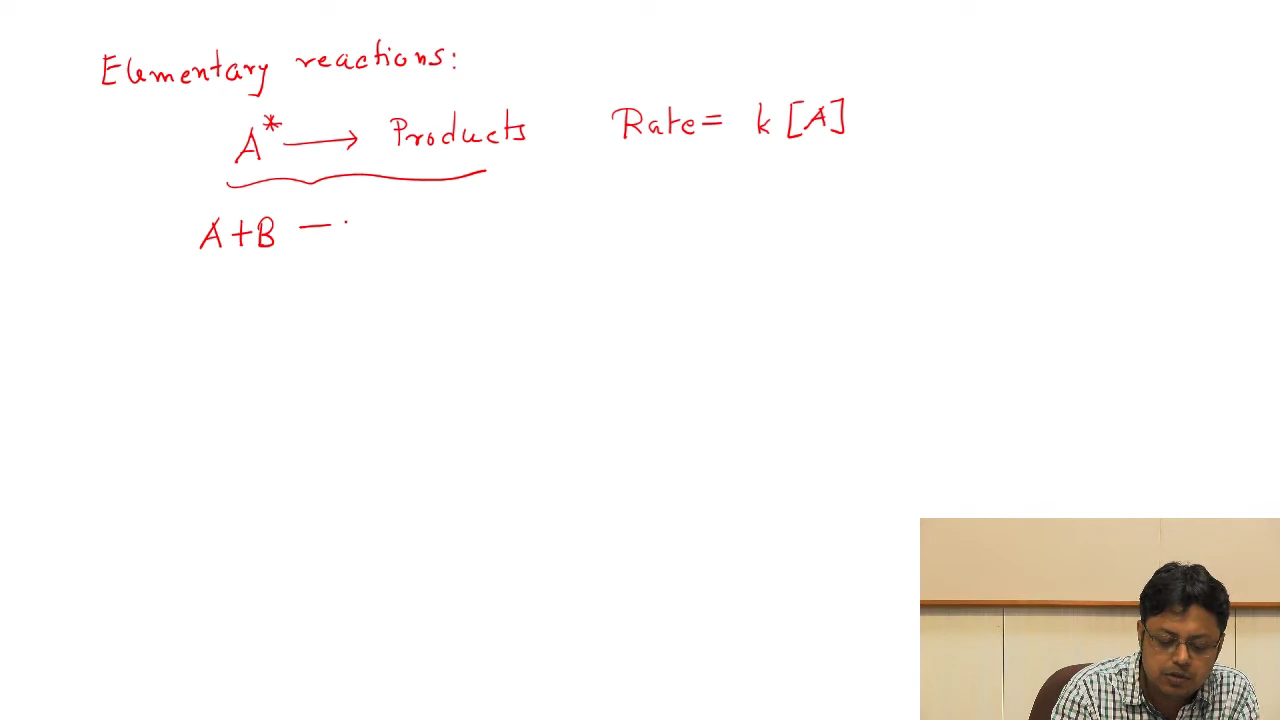 Elementary reactions:
A* ⟶ Products Rate = k [A]
A + B —